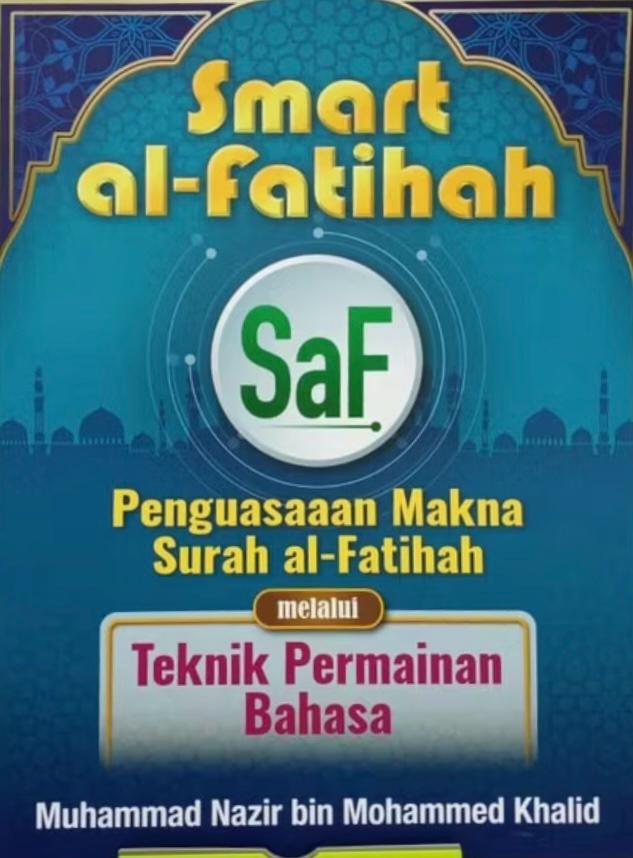 Smart
al-Fatihah
SaF
Penguasaaan Makna
Surah al-Fatihah
melalui
Teknik Permainan
Bahasa
Muhammad Nazir bin Mohammed Khalid